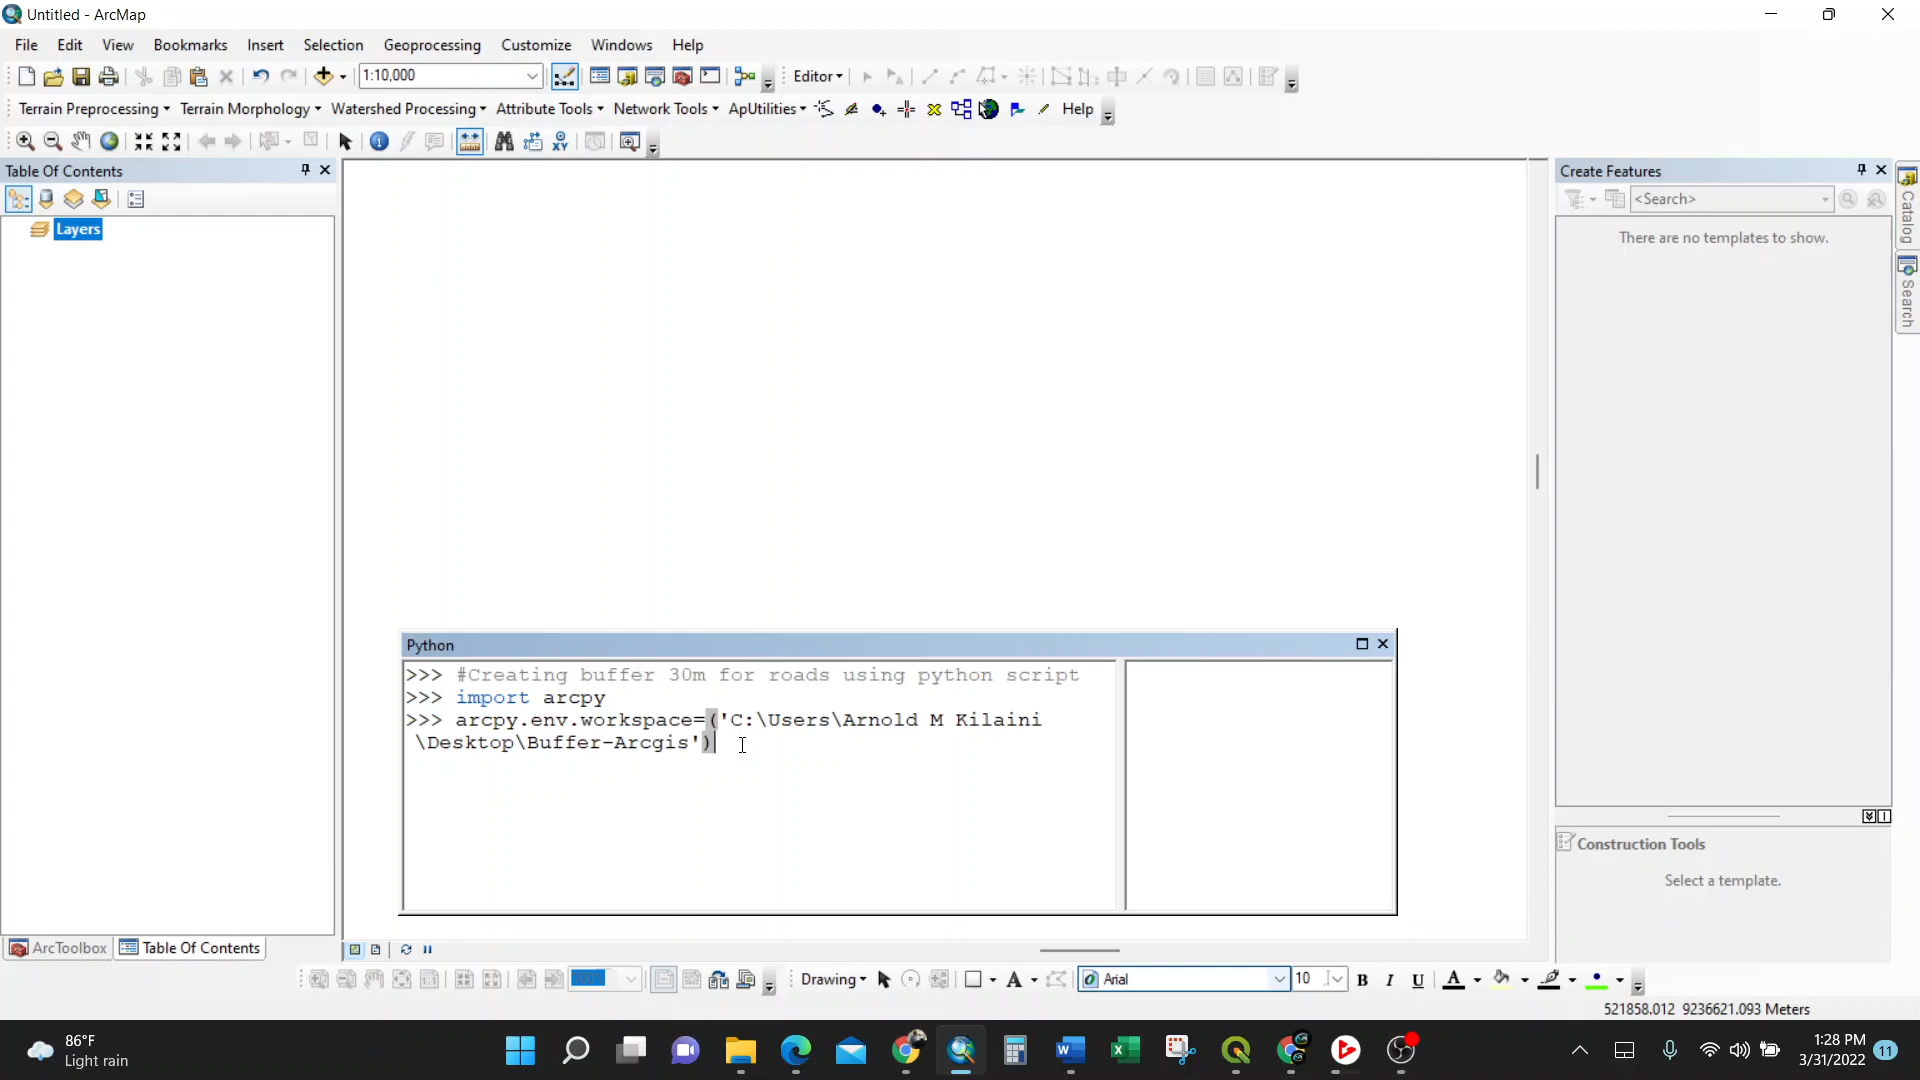 Untitled - ArcMap
File Edit View Bookmarks Insert Selection Geoprocessing Customize Windows Help
1:10,000 Editor
Terrain Preprocessing Terrain Morphology Watershed Processing Attribute Tools Network Tools ApUtilities Help
Table Of Contents
Layers
Create Features
<Search>
There are no templates to show.
Catalog
Search
Python
>>> #Creating buffer 30m for roads using python script
>>> import arcpy
>>> arcpy.env.workspace=('C:\Users\Arnold M Kilaini
\Desktop\Buffer-Arcgis')
Construction Tools
Select a template.
ArcToolbox Table Of Contents
Drawing Arial 10 B I U A
521858.012 9236621.093 Meters
86°F
Light rain
1:28 PM
3/31/2022 11